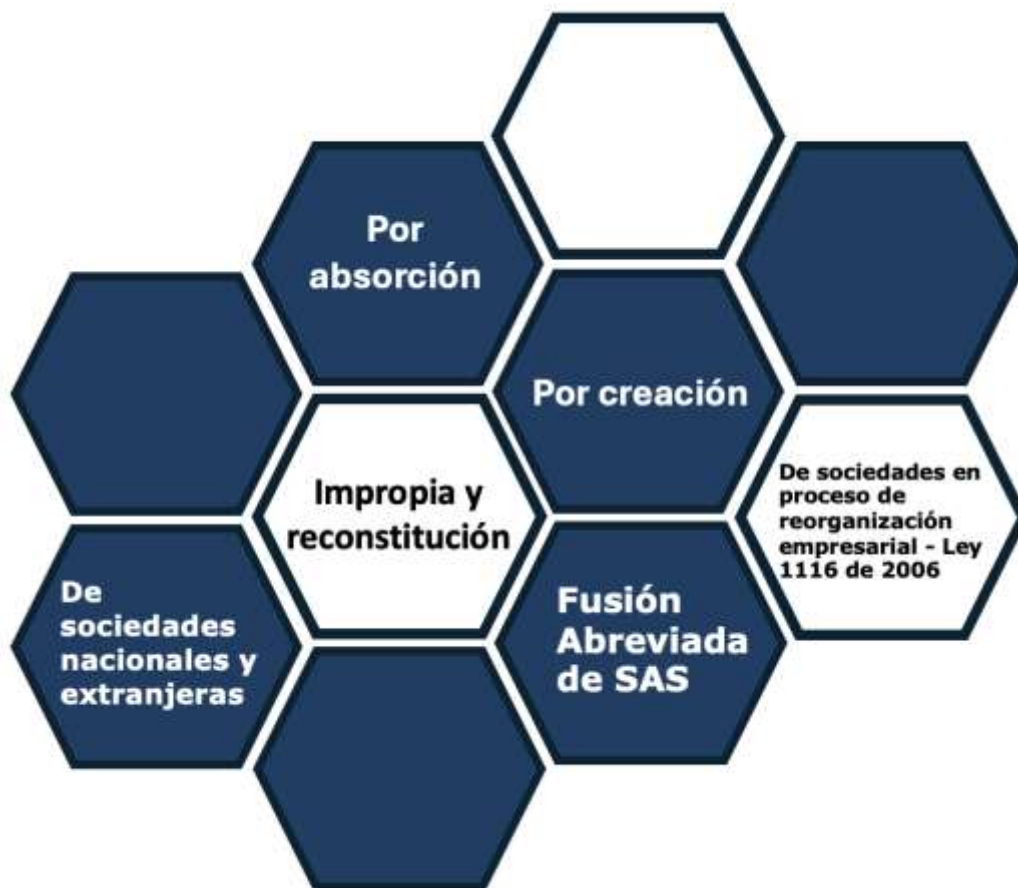 Por
absorción
Por creación
Impropia y
reconstitución
De sociedades en
proceso de
reorganización
empresarial - Ley
1116 de 2006
De
sociedades
nacionales y
extranjeras
Fusión
Abreviada
de SAS